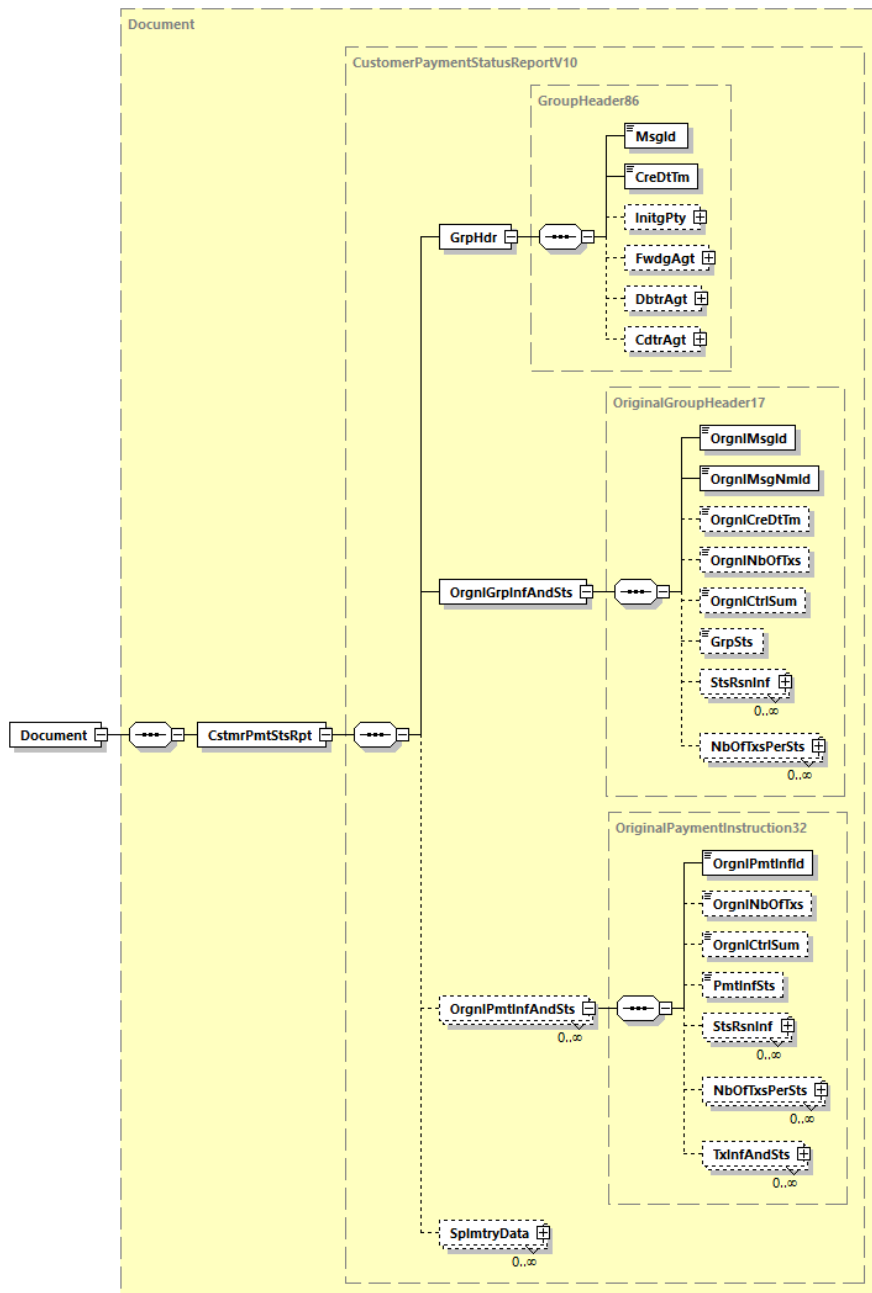 Document
CustomerPaymentStatusReportV10
GroupHeader86
MsgId
CreDtTm
InitgPty
GrpHdr
FwdgAgt
DbtrAgt
CdtrAgt
OriginalGroupHeader17
OrgnlMsgId
OrgnlMsgNmId
OrgnlCreDtTm
OrgnlNbOfTxs
OrgnlGrpInfAndSts
OrgnlCtrlSum
GrpSts
StsRsnInf
0..∞
Document
CstmrPmtStsRpt
NbOfTxsPerSts
0..∞
OriginalPaymentInstruction32
OrgnlPmtInfId
OrgnlNbOfTxs
OrgnlCtrlSum
PmtInfSts
OrgnlPmtInfAndSts
0..∞
StsRsnInf
0..∞
NbOfTxsPerSts
0..∞
TxInfAndSts
0..∞
SplmtryData
0..∞